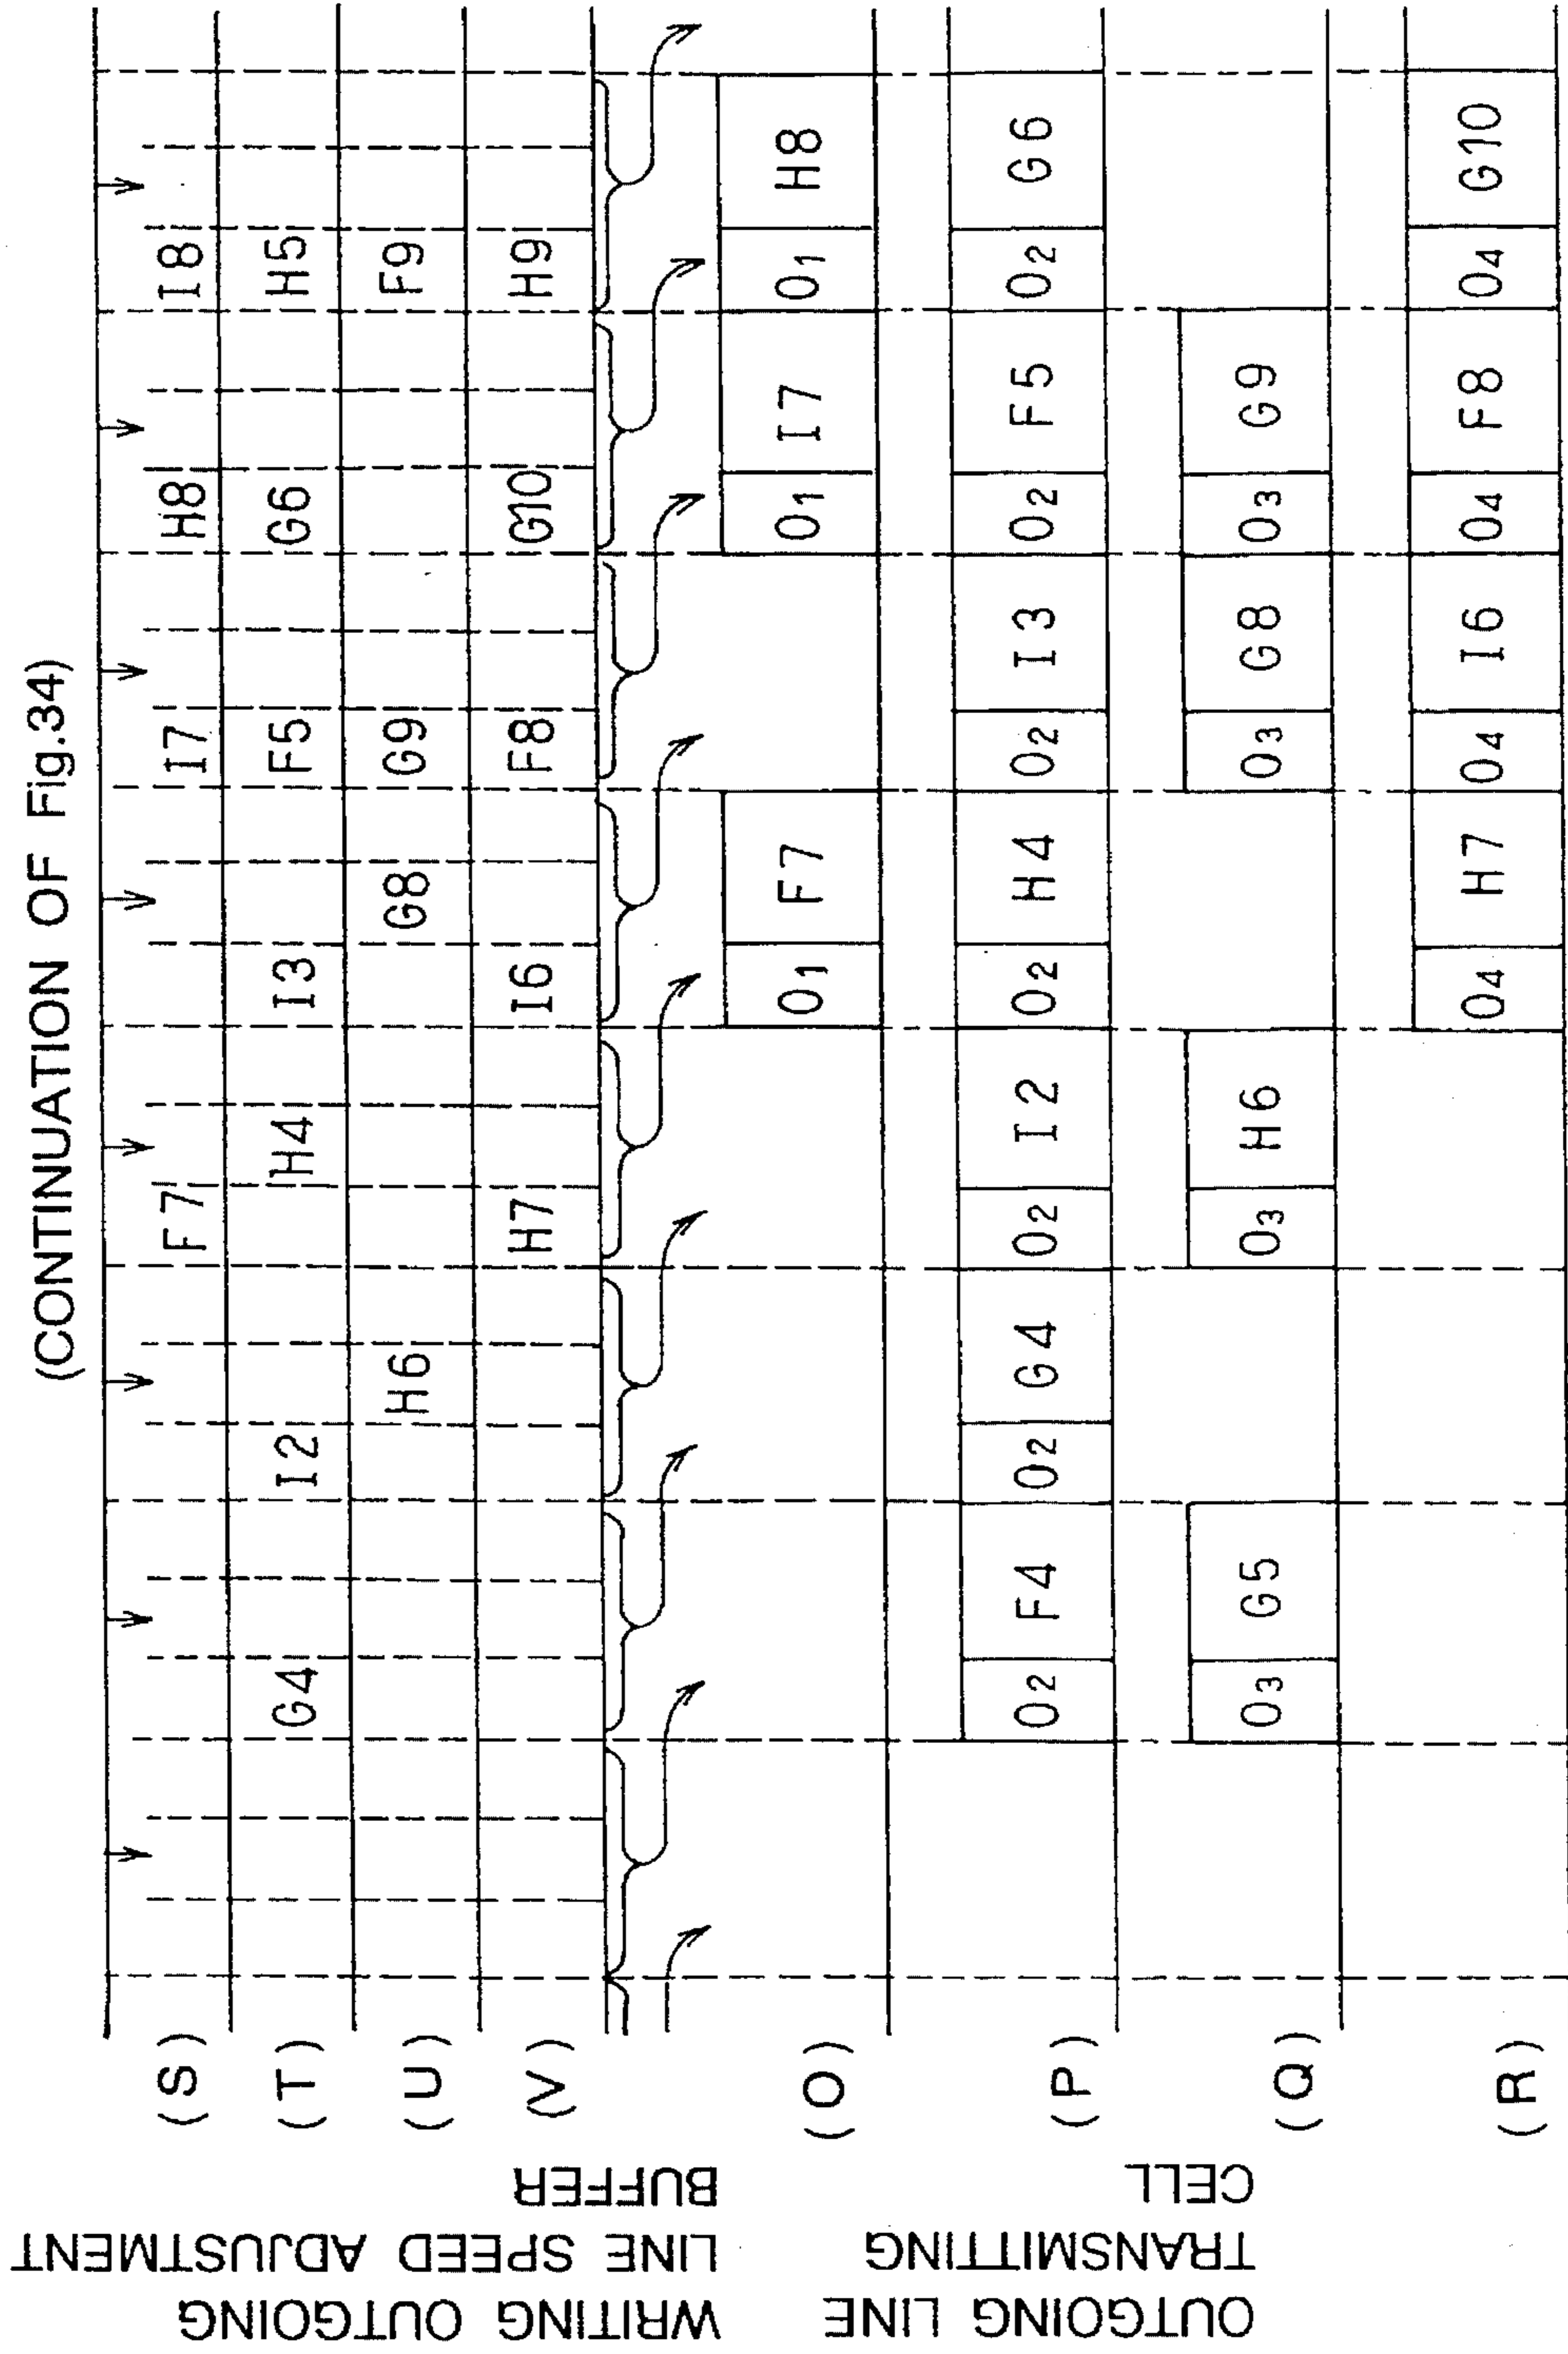 (CONTINUATION OF Fig.34)
WRITING OUTGOING
LINE SPEED ADJUSTMENT
BUFFER
(S) F7 I7 H8 I8
(T) G4 I2 H4 I3 F5 G6 H5
(U) H6 G8 G9 F9
(V) H7 I6 F8 G10 H9
OUTGOING LINE
TRANSMITTING
CELL
(O) O1 F7 O1 I7 O1 H8
(P) O2 F4 O2 G4 O2 I2 O2 H4 O2 I3 O2 F5 O2 G6
(Q) O3 G5 O3 H6 O3 G8 O3 G9
(R) O4 H7 O4 I6 O4 F8 O4 G10